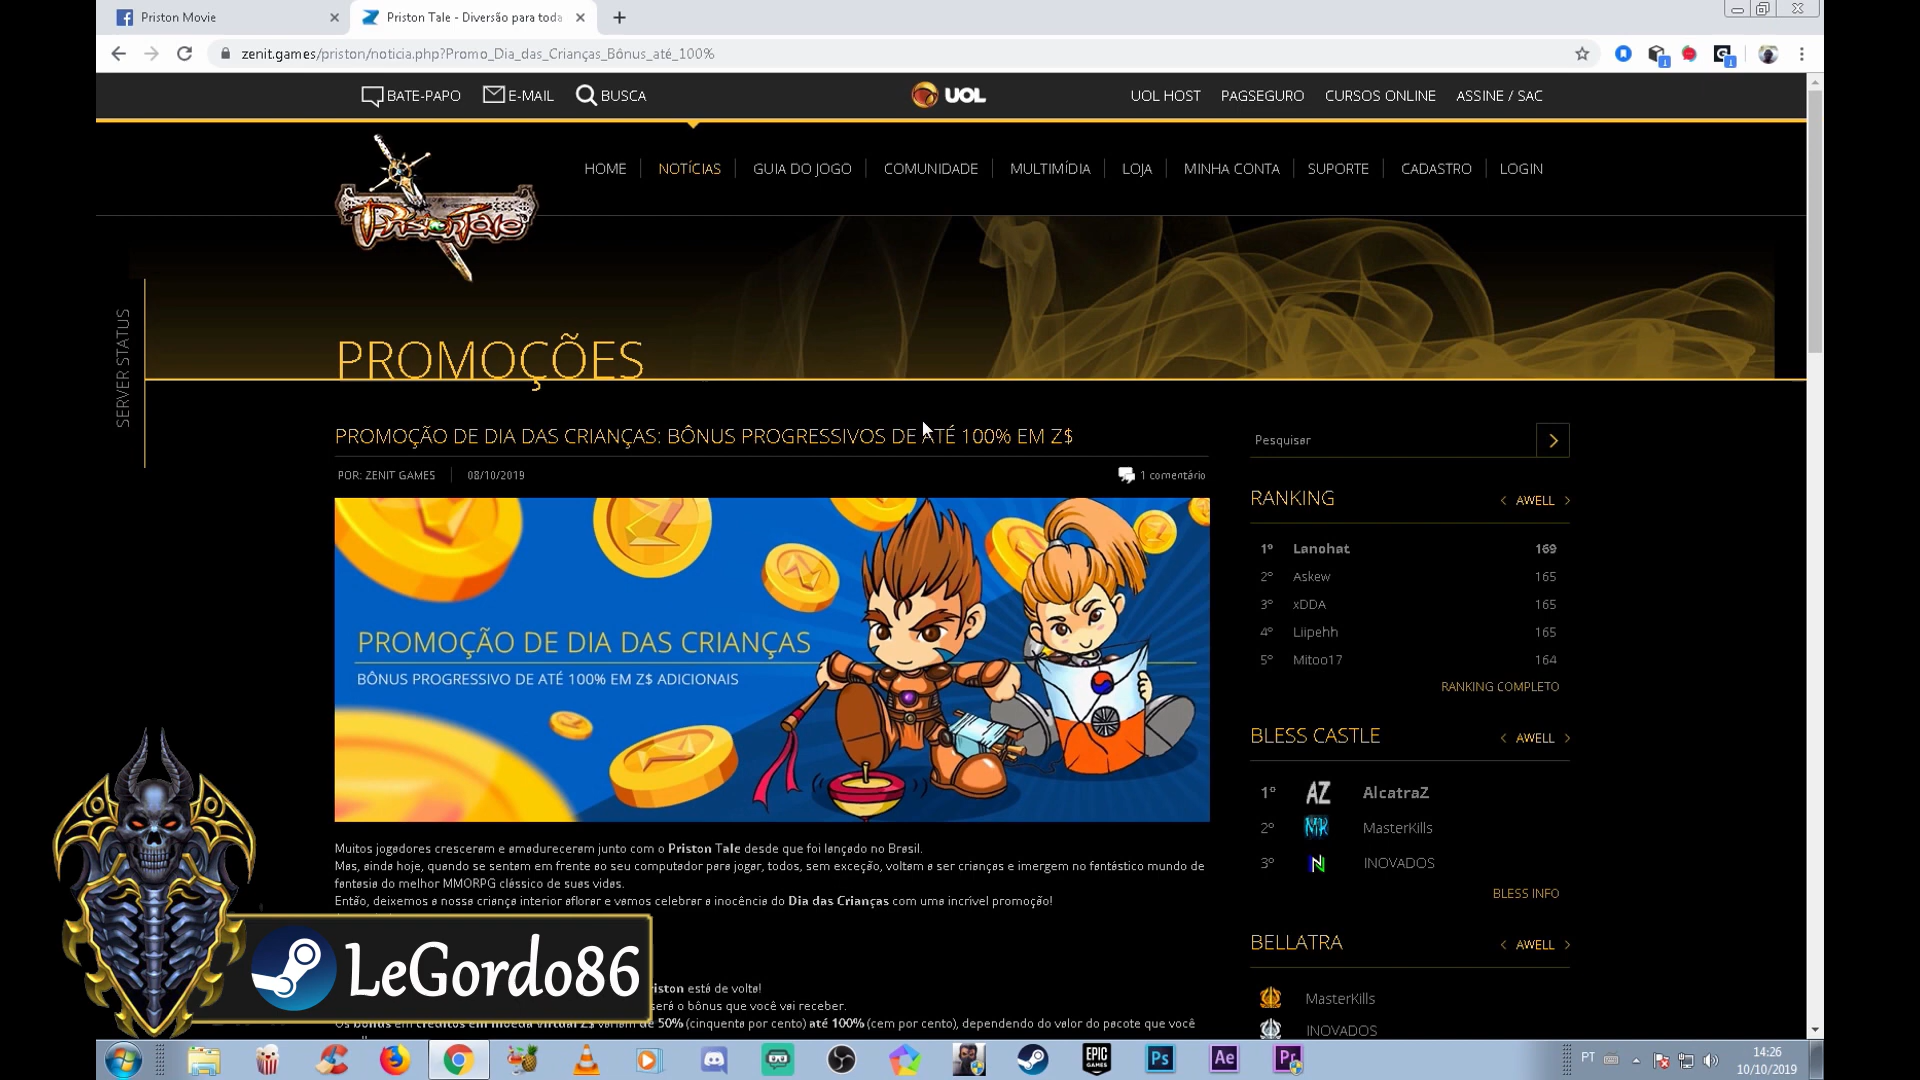 Priston Movie
Priston Tale - Diversão para toda
zenit.games/priston/noticia.php?Promo_Dia_das_Crianças_Bônus_até_100%
BATE-PAPO E-MAIL BUSCA UOL UOL HOST PAGSEGURO CURSOS ONLINE ASSINE / SAC
PristonTale
HOME NOTÍCIAS GUIA DO JOGO COMUNIDADE MULTIMÍDIA LOJA MINHA CONTA SUPORTE CADASTRO LOGIN
SERVER STATUS
PROMOÇÕES
PROMOÇÃO DE DIA DAS CRIANÇAS: BÔNUS PROGRESSIVOS DE ATÉ 100% EM Z$
POR: ZENIT GAMES 08/10/2019 1 comentário
PROMOÇÃO DE DIA DAS CRIANÇAS
BÔNUS PROGRESSIVO DE ATÉ 100% EM Z$ ADICIONAIS
Muitos jogadores cresceram e amadureceram junto com o Priston Tale desde que foi lançado no Brasil.
Mas, ainda hoje, quando se sentam em frente ao seu computador para jogar, todos, sem exceção, voltam a ser crianças e imergem no fantástico mundo de
fantasia do melhor MMORPG clássico de suas vidas.
Então, deixemos a nossa criança interior aflorar e vamos celebrar a inocência do Dia das Crianças com uma incrível promoção!
riston está de volta!
será o bônus que você vai receber.
Os bônus em créditos em moeda virtual Z$ variam de 50% (cinquenta por cento) até 100% (cem por cento), dependendo do valor do pacote que você
Pesquisar
RANKING AWELL
1º Lanohat 169
2º Askew 165
3º xDDA 165
4º Liipehh 165
5º Mitoo17 164
RANKING COMPLETO
BLESS CASTLE AWELL
1º AZ AlcatraZ
2º MK MasterKills
3º N INOVADOS
BLESS INFO
BELLATRA AWELL
MasterKills
INOVADOS
LeGordo86
EPIC GAMES
Ps
Ae
Pr
PT
14:26
10/10/2019